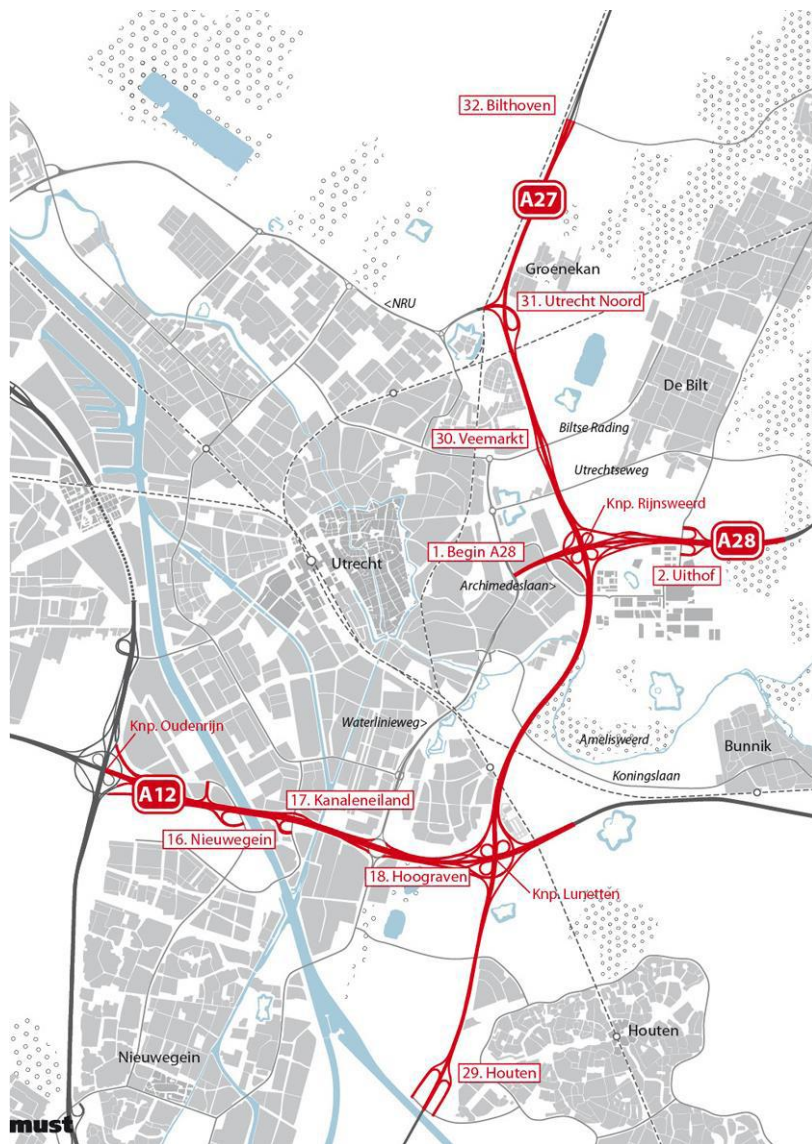 32. Bilthoven
A27
Groenekan
<NRU
31. Utrecht Noord
De Bilt
30. Veemarkt
Biltse Rading
Utrechtseweg
Knp. Rijnsweerd
1. Begin A28
A28
Utrecht
2. Uithof
Archimedeslaan>
Waterlinieweg>
Knp. Oudenrijn
Amelisweerd
Bunnik
Koningslaan
A12
17. Kanaleneiland
16. Nieuwegein
18. Hoograven
Knp. Lunetten
Houten
Nieuwegein
29. Houten
must